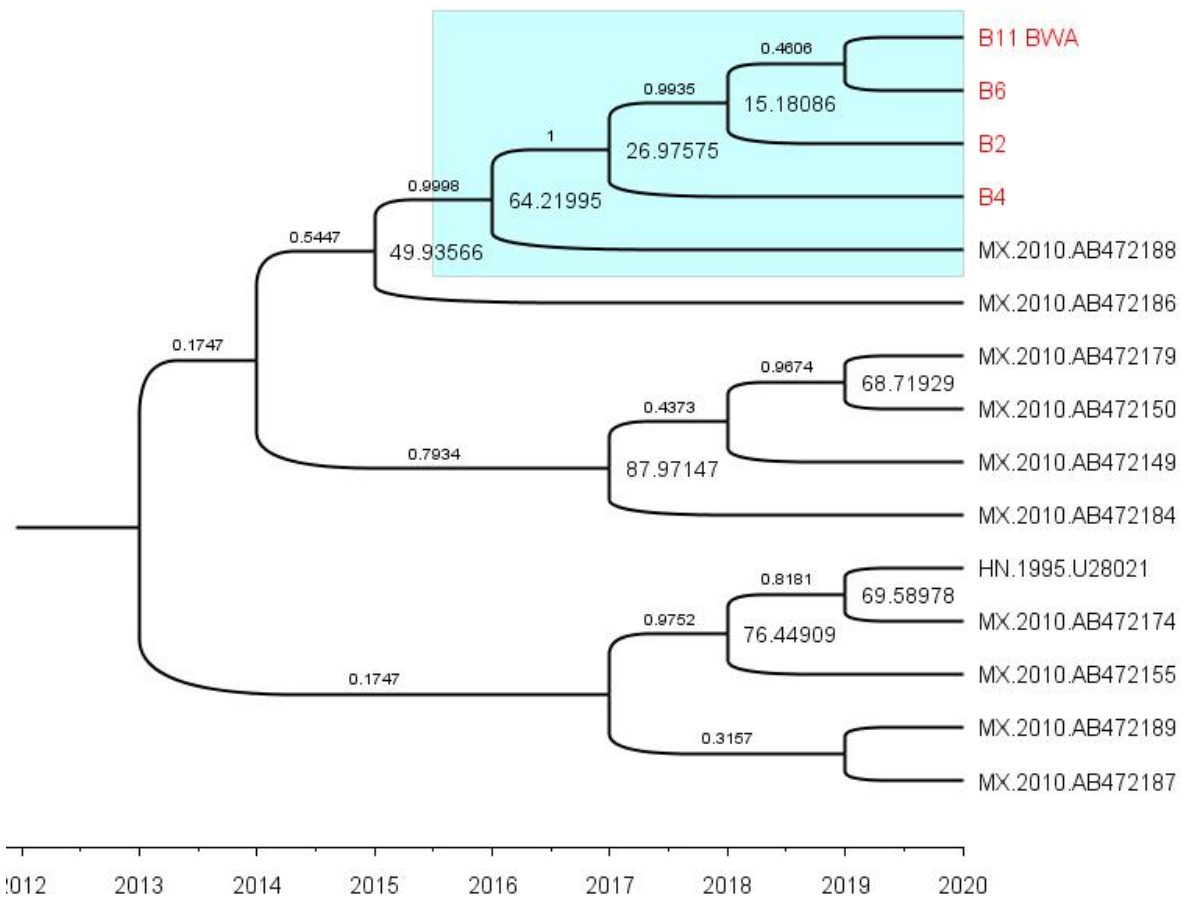 B11 BWA
0.4606
B6
0.9935
15.18086
B2
1
26.97575
B4
0.9998
64.21995
0.5447
49.93566
MX.2010.AB472188
MX.2010.AB472186
0.1747
MX.2010.AB472179
0.9674
68.71929
0.4373
MX.2010.AB472150
0.7934
87.97147
MX.2010.AB472149
MX.2010.AB472184
HN.1995.U28021
0.8181
69.58978
0.9752
76.44909
MX.2010.AB472174
0.1747
MX.2010.AB472155
0.3157
MX.2010.AB472189
MX.2010.AB472187
2012 2013 2014 2015 2016 2017 2018 2019 2020